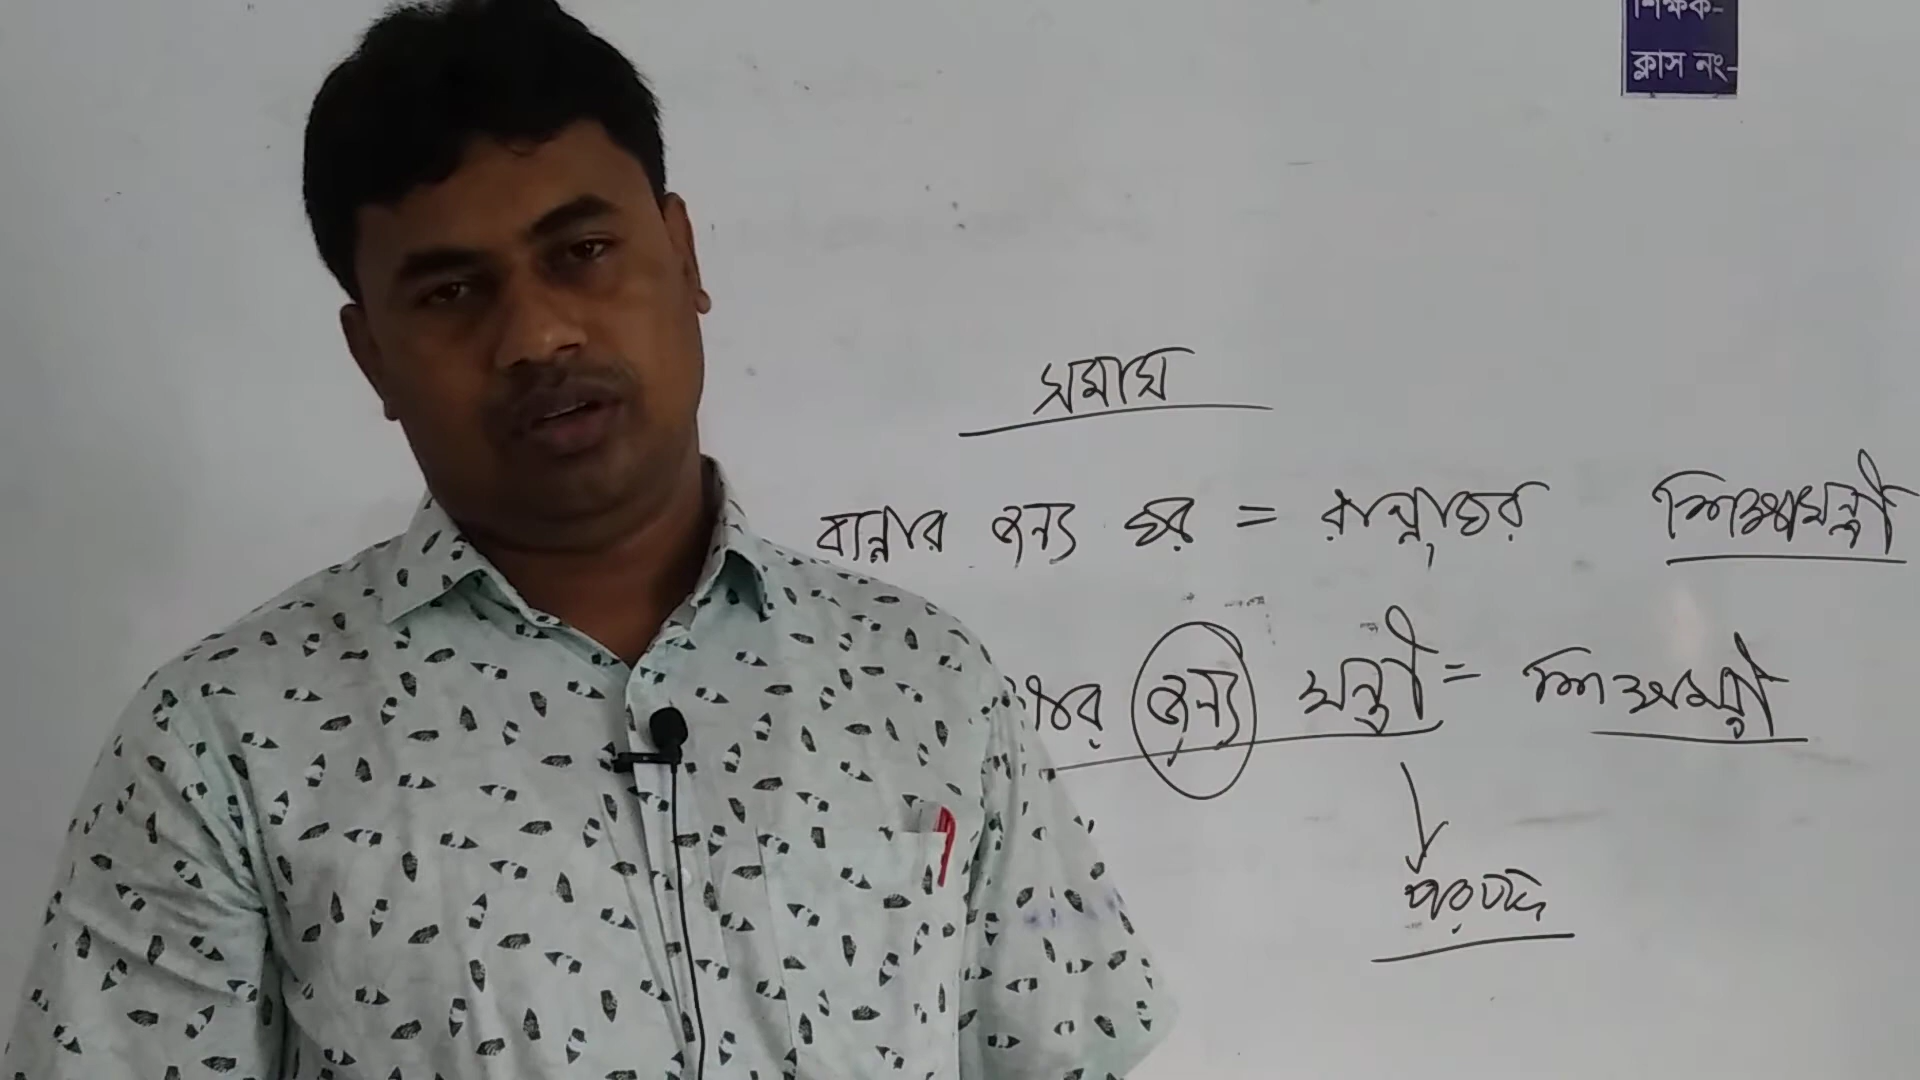 শিক্ষক-
ক্লাস নং-
সমাস
রান্নার জন্য ঘর = রান্নাঘর শিক্ষামন্ত্রী
জন্য মন্ত্রী = শিক্ষামন্ত্রী
পরপদ